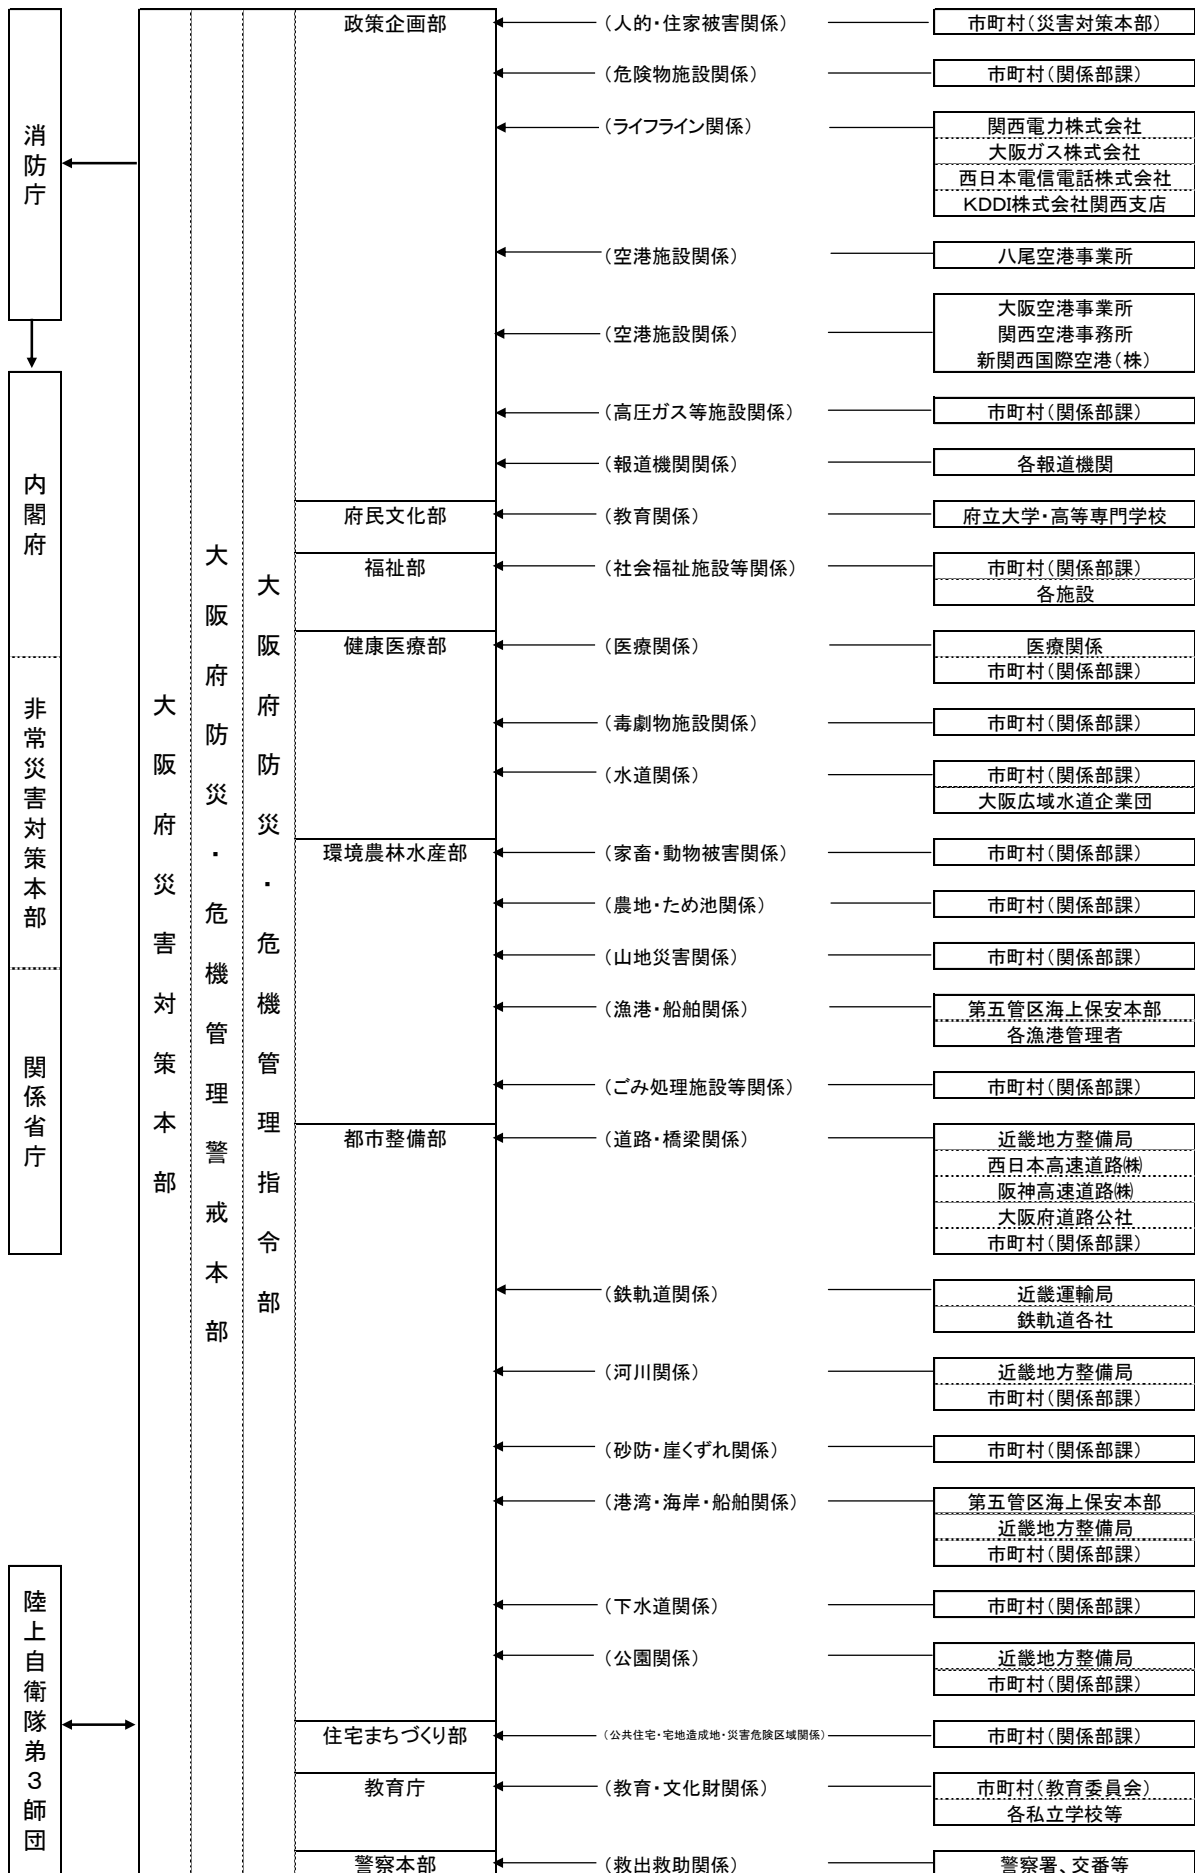 消防庁
内閣府
非常災害対策本部
関係省庁
陸上自衛隊弟3師団
大阪府災害対策本部
大阪府防災・危機管理警戒本部
大阪府防災・危機管理指令部
政策企画部
(人的・住家被害関係)
市町村(災害対策本部)
(危険物施設関係)
市町村(関係部課)
(ライフライン関係)
関西電力株式会社
大阪ガス株式会社
西日本電信電話株式会社
KDDI株式会社関西支店
(空港施設関係)
八尾空港事業所
(空港施設関係)
大阪空港事業所
関西空港事務所
新関西国際空港(株)
(高圧ガス等施設関係)
市町村(関係部課)
(報道機関関係)
各報道機関
府民文化部
(教育関係)
府立大学・高等専門学校
福祉部
(社会福祉施設等関係)
市町村(関係部課)
各施設
健康医療部
(医療関係)
医療関係
市町村(関係部課)
(毒劇物施設関係)
市町村(関係部課)
(水道関係)
市町村(関係部課)
大阪広域水道企業団
環境農林水産部
(家畜・動物被害関係)
市町村(関係部課)
(農地・ため池関係)
市町村(関係部課)
(山地災害関係)
市町村(関係部課)
(漁港・船舶関係)
第五管区海上保安本部
各漁港管理者
(ごみ処理施設等関係)
市町村(関係部課)
都市整備部
(道路・橋梁関係)
近畿地方整備局
西日本高速道路㈱
阪神高速道路㈱
大阪府道路公社
市町村(関係部課)
(鉄軌道関係)
近畿運輸局
鉄軌道各社
(河川関係)
近畿地方整備局
市町村(関係部課)
(砂防・崖くずれ関係)
市町村(関係部課)
(港湾・海岸・船舶関係)
第五管区海上保安本部
近畿地方整備局
市町村(関係部課)
(下水道関係)
市町村(関係部課)
(公園関係)
近畿地方整備局
市町村(関係部課)
住宅まちづくり部
(公共住宅・宅地造成地・災害危険区域関係)
市町村(関係部課)
教育庁
(教育・文化財関係)
市町村(教育委員会)
各私立学校等
警察本部
(救出救助関係)
警察署、交番等